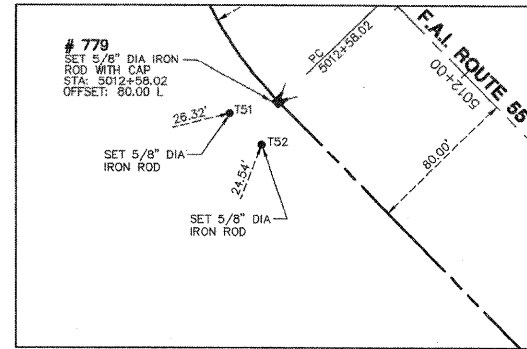 # 779
SET 5/8" DIA IRON
ROD WITH CAP
STA: 5012+58.02
OFFSET: 80.00 L
26.32'
T51
SET 5/8" DIA
IRON ROD
T52
24.54'
SET 5/8" DIA
IRON ROD
PC
5012+58.02
F.A.I. ROUTE 55
5012+00
80.00'